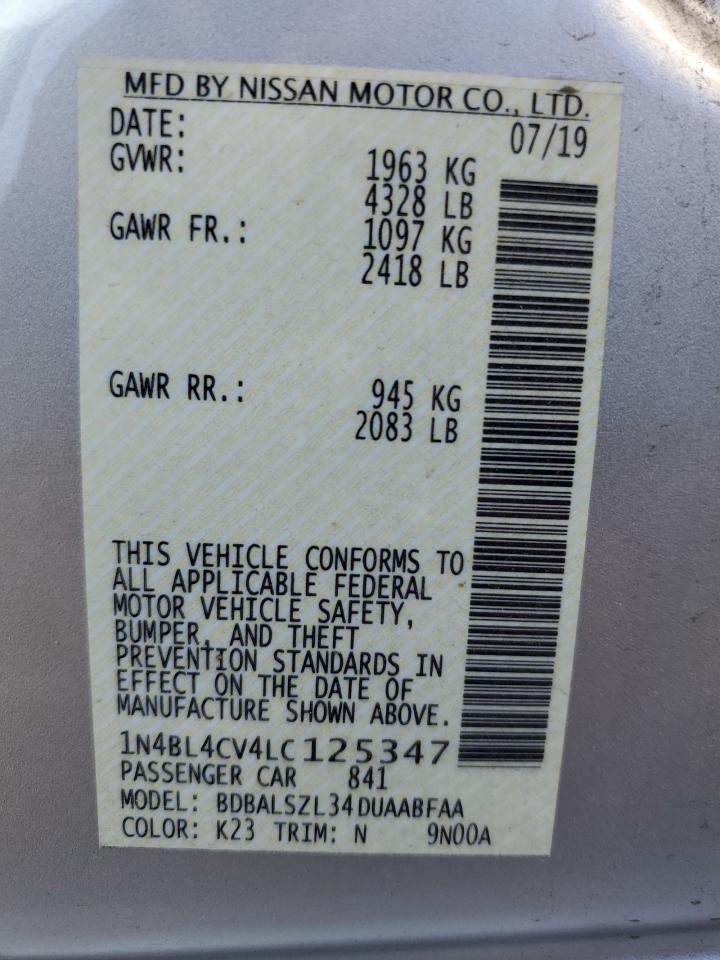 MFD BY NISSAN MOTOR CO., LTD.
DATE: 07/19
GVWR: 1963 KG
4328 LB
GAWR FR.: 1097 KG
2418 LB
GAWR RR.: 945 KG
2083 LB
THIS VEHICLE CONFORMS TO
ALL APPLICABLE FEDERAL
MOTOR VEHICLE SAFETY,
BUMPER, AND THEFT
PREVENTION STANDARDS IN
EFFECT ON THE DATE OF
MANUFACTURE SHOWN ABOVE.
1N4BL4CV4LC125347
PASSENGER CAR 841
MODEL: BDBALSZL34DUAABFAA
COLOR: K23 TRIM: N 9N00A